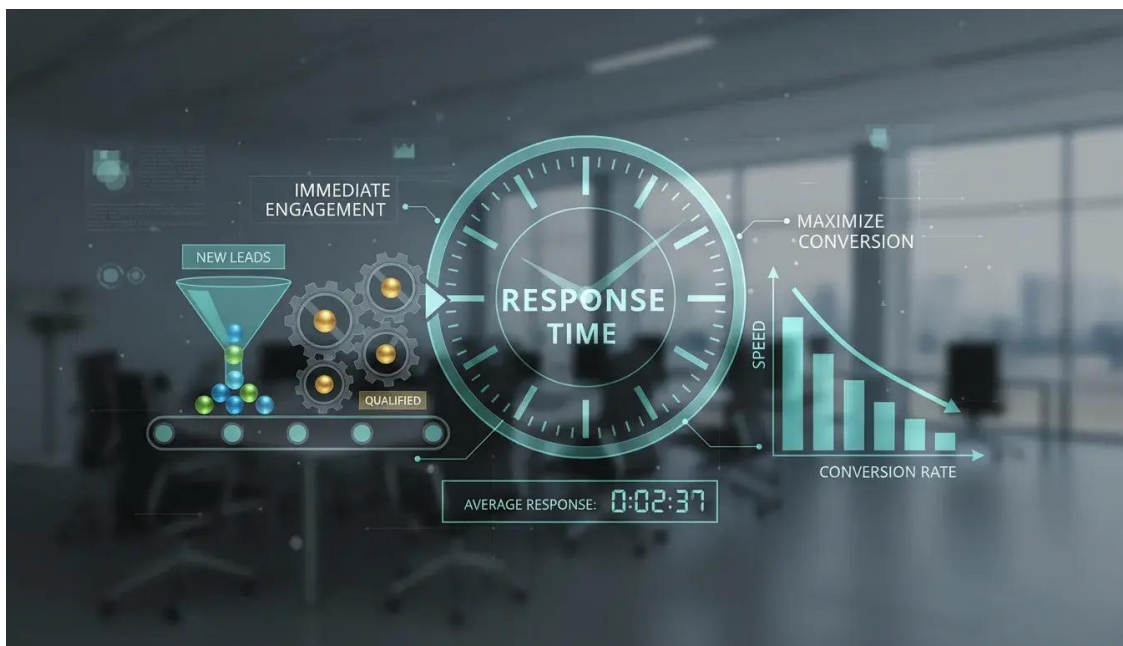 IMMEDIATE
ENGAGEMENT
NEW LEADS
QUALIFIED
RESPONSE
TIME
AVERAGE RESPONSE: 0:02:37
MAXIMIZE
CONVERSION
SPEED
CONVERSION RATE